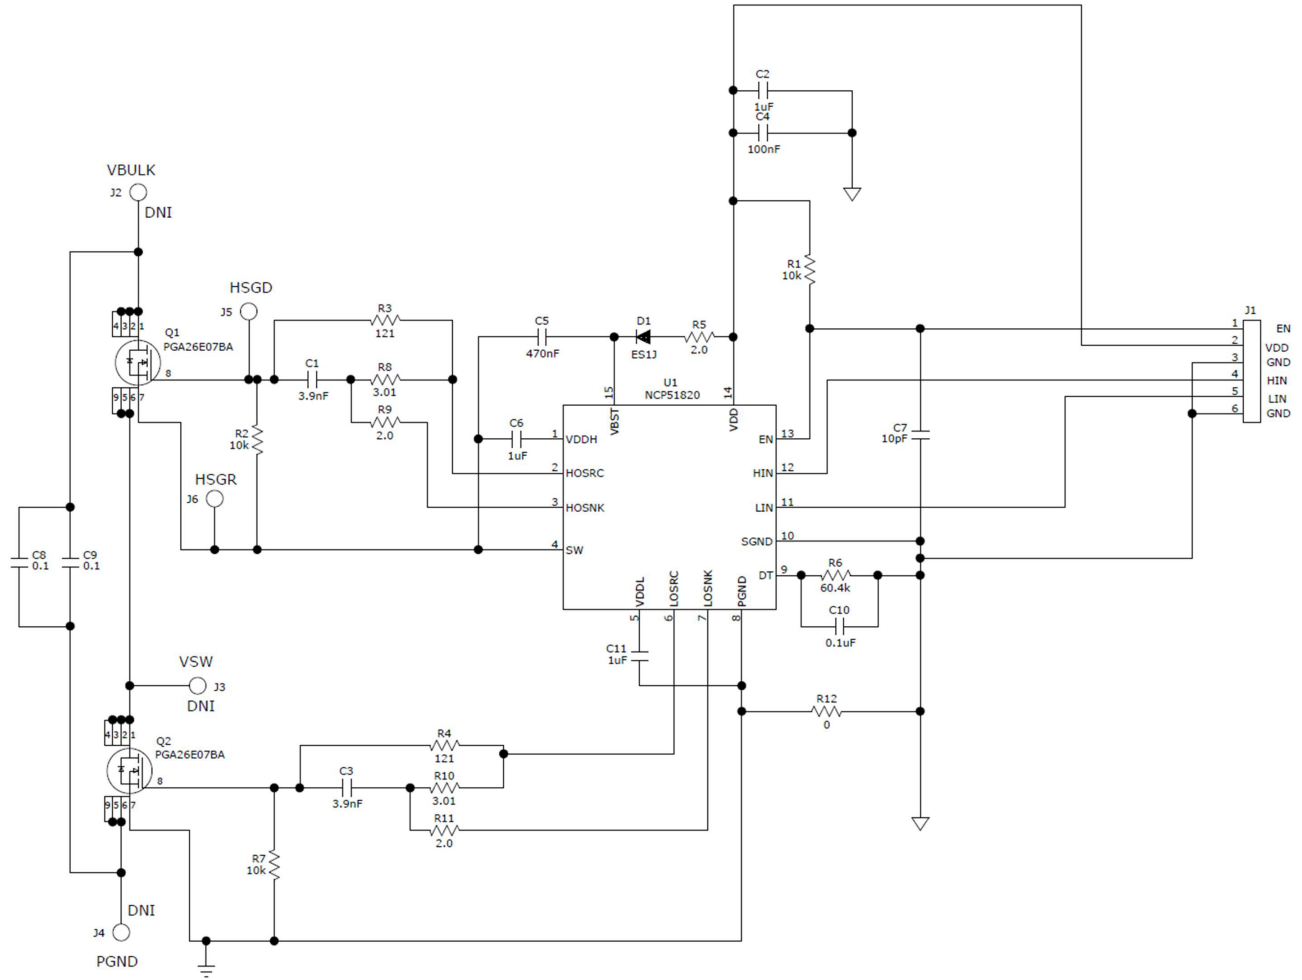 C2
1uF
C4
100nF
VBULK
J2
DNI
R1
10k
HSGD
J5
R3
121
C5
470nF
D1
ES1J
R5
2.0
J1
1 EN
2 VDD
3 GND
4 HIN
5 LIN
6 GND
4 3 2 1
Q1
PGA26E07BA
8
9 5 6 7
C1
3.9nF
R8
3.01
R9
2.0
U1
NCP51820
15
VBST
14
VDD
R2
10k
C6
1uF
1 VDDH
2 HOSRC
3 HOSNK
4 SW
EN 13
HIN 12
LIN 11
SGND 10
DT 9
C7
10pF
HSGR
J6
C8
0.1
C9
0.1
VDDL
5
LOSRC
6
LOSNK
7
PGND
8
R6
60.4k
C10
0.1uF
C11
1uF
VSW
J3
DNI
R12
0
4 3 2 1
Q2
PGA26E07BA
8
9 5 6 7
R4
121
C3
3.9nF
R10
3.01
R11
2.0
R7
10k
DNI
J4
PGND